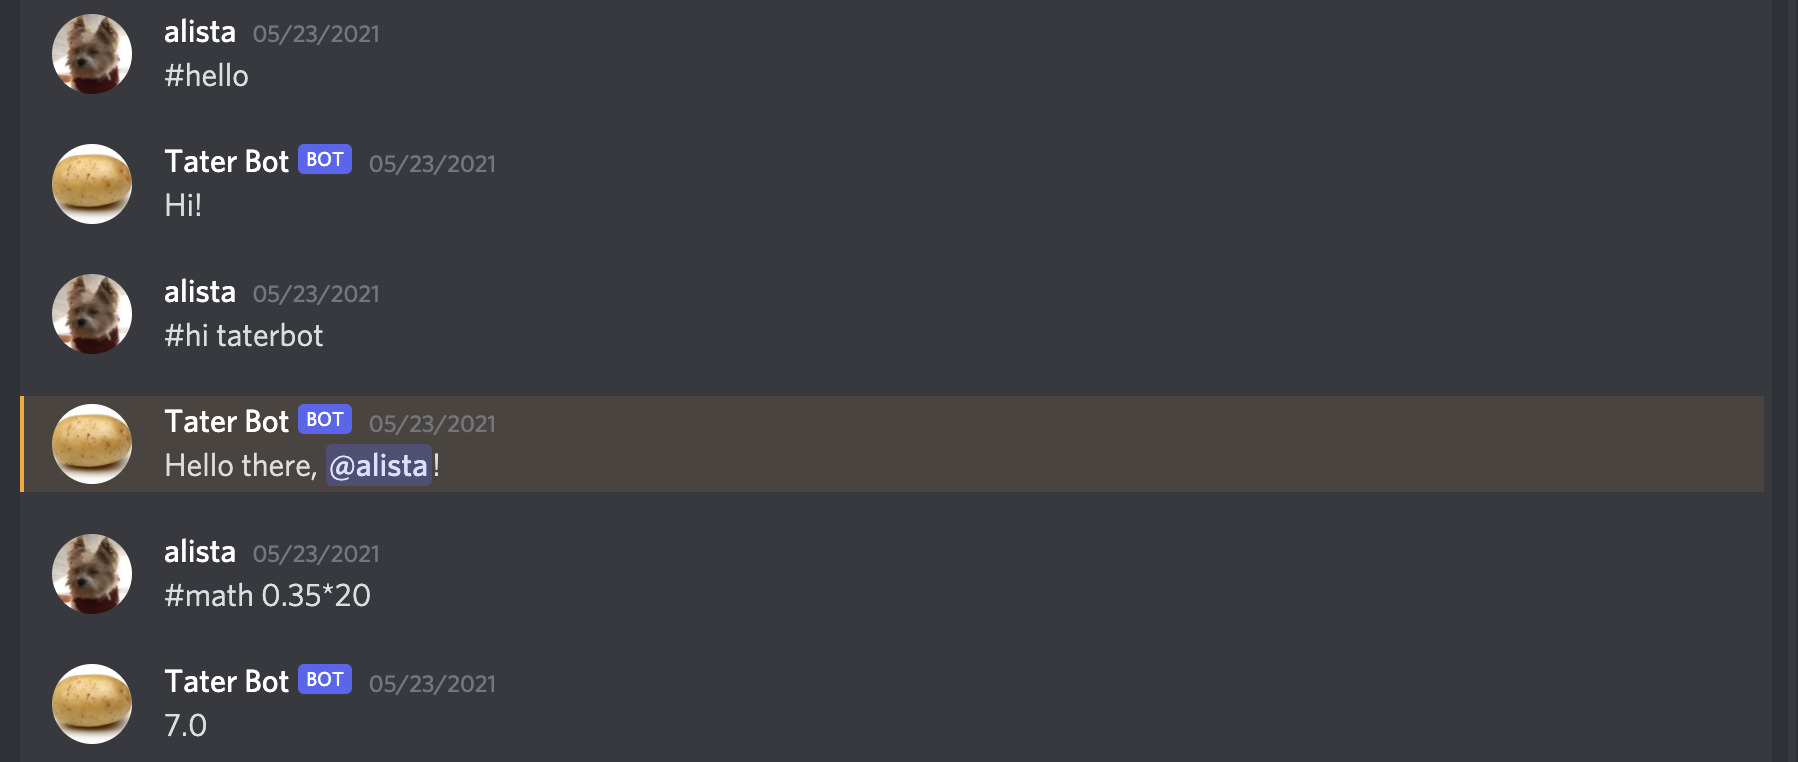 alista 05/23/2021
#hello
Tater Bot BOT 05/23/2021
Hi!
alista 05/23/2021
#hi taterbot
Tater Bot BOT 05/23/2021
Hello there, @alista!
alista 05/23/2021
#math 0.35*20
Tater Bot BOT 05/23/2021
7.0